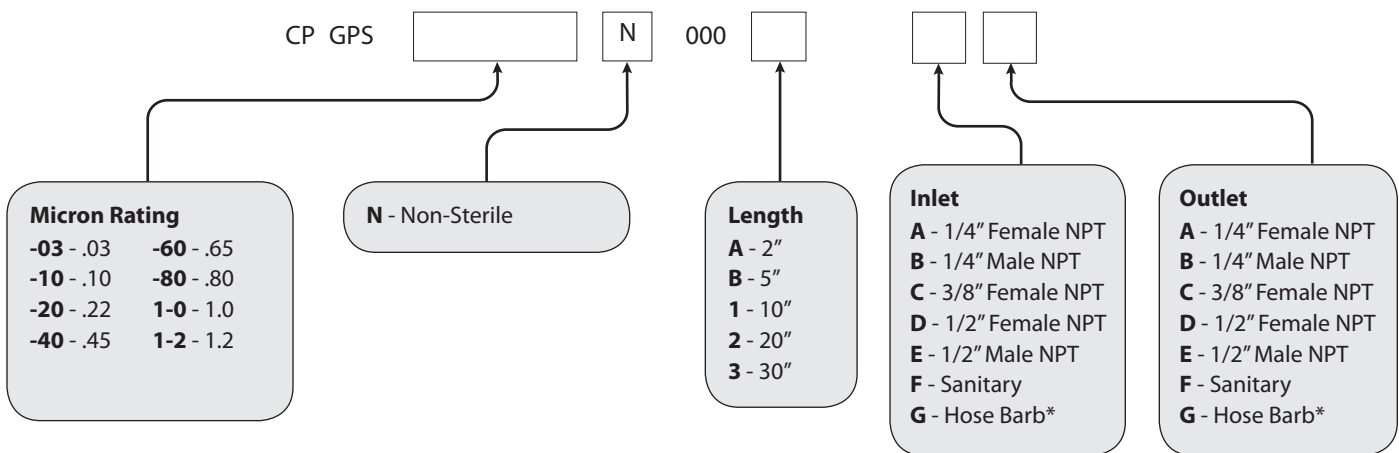 CP GPS N 000
Micron Rating
-03 - .03 -60 - .65
-10 - .10 -80 - .80
-20 - .22 1-0 - 1.0
-40 - .45 1-2 - 1.2
N - Non-Sterile
Length
A - 2″
B - 5″
1 - 10″
2 - 20″
3 - 30″
Inlet
A - 1/4″ Female NPT
B - 1/4″ Male NPT
C - 3/8″ Female NPT
D - 1/2″ Female NPT
E - 1/2″ Male NPT
F - Sanitary
G - Hose Barb*
Outlet
A - 1/4″ Female NPT
B - 1/4″ Male NPT
C - 3/8″ Female NPT
D - 1/2″ Female NPT
E - 1/2″ Male NPT
F - Sanitary
G - Hose Barb*